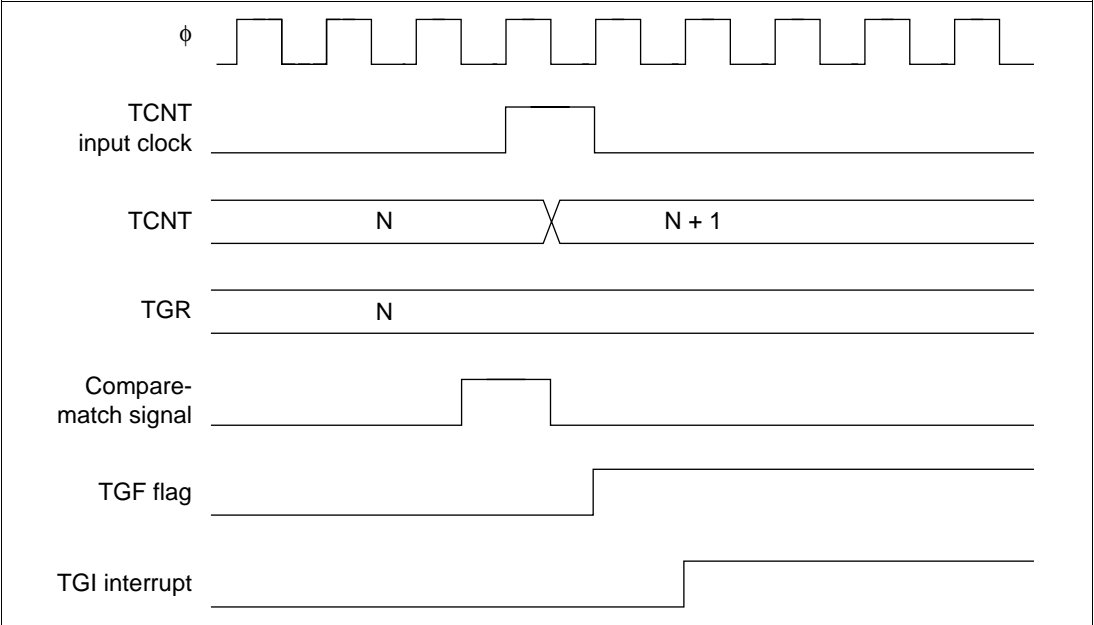 ϕ
TCNT
input clock
TCNT
N
N + 1
TGR
N
Compare-
match signal
TGF flag
TGI interrupt